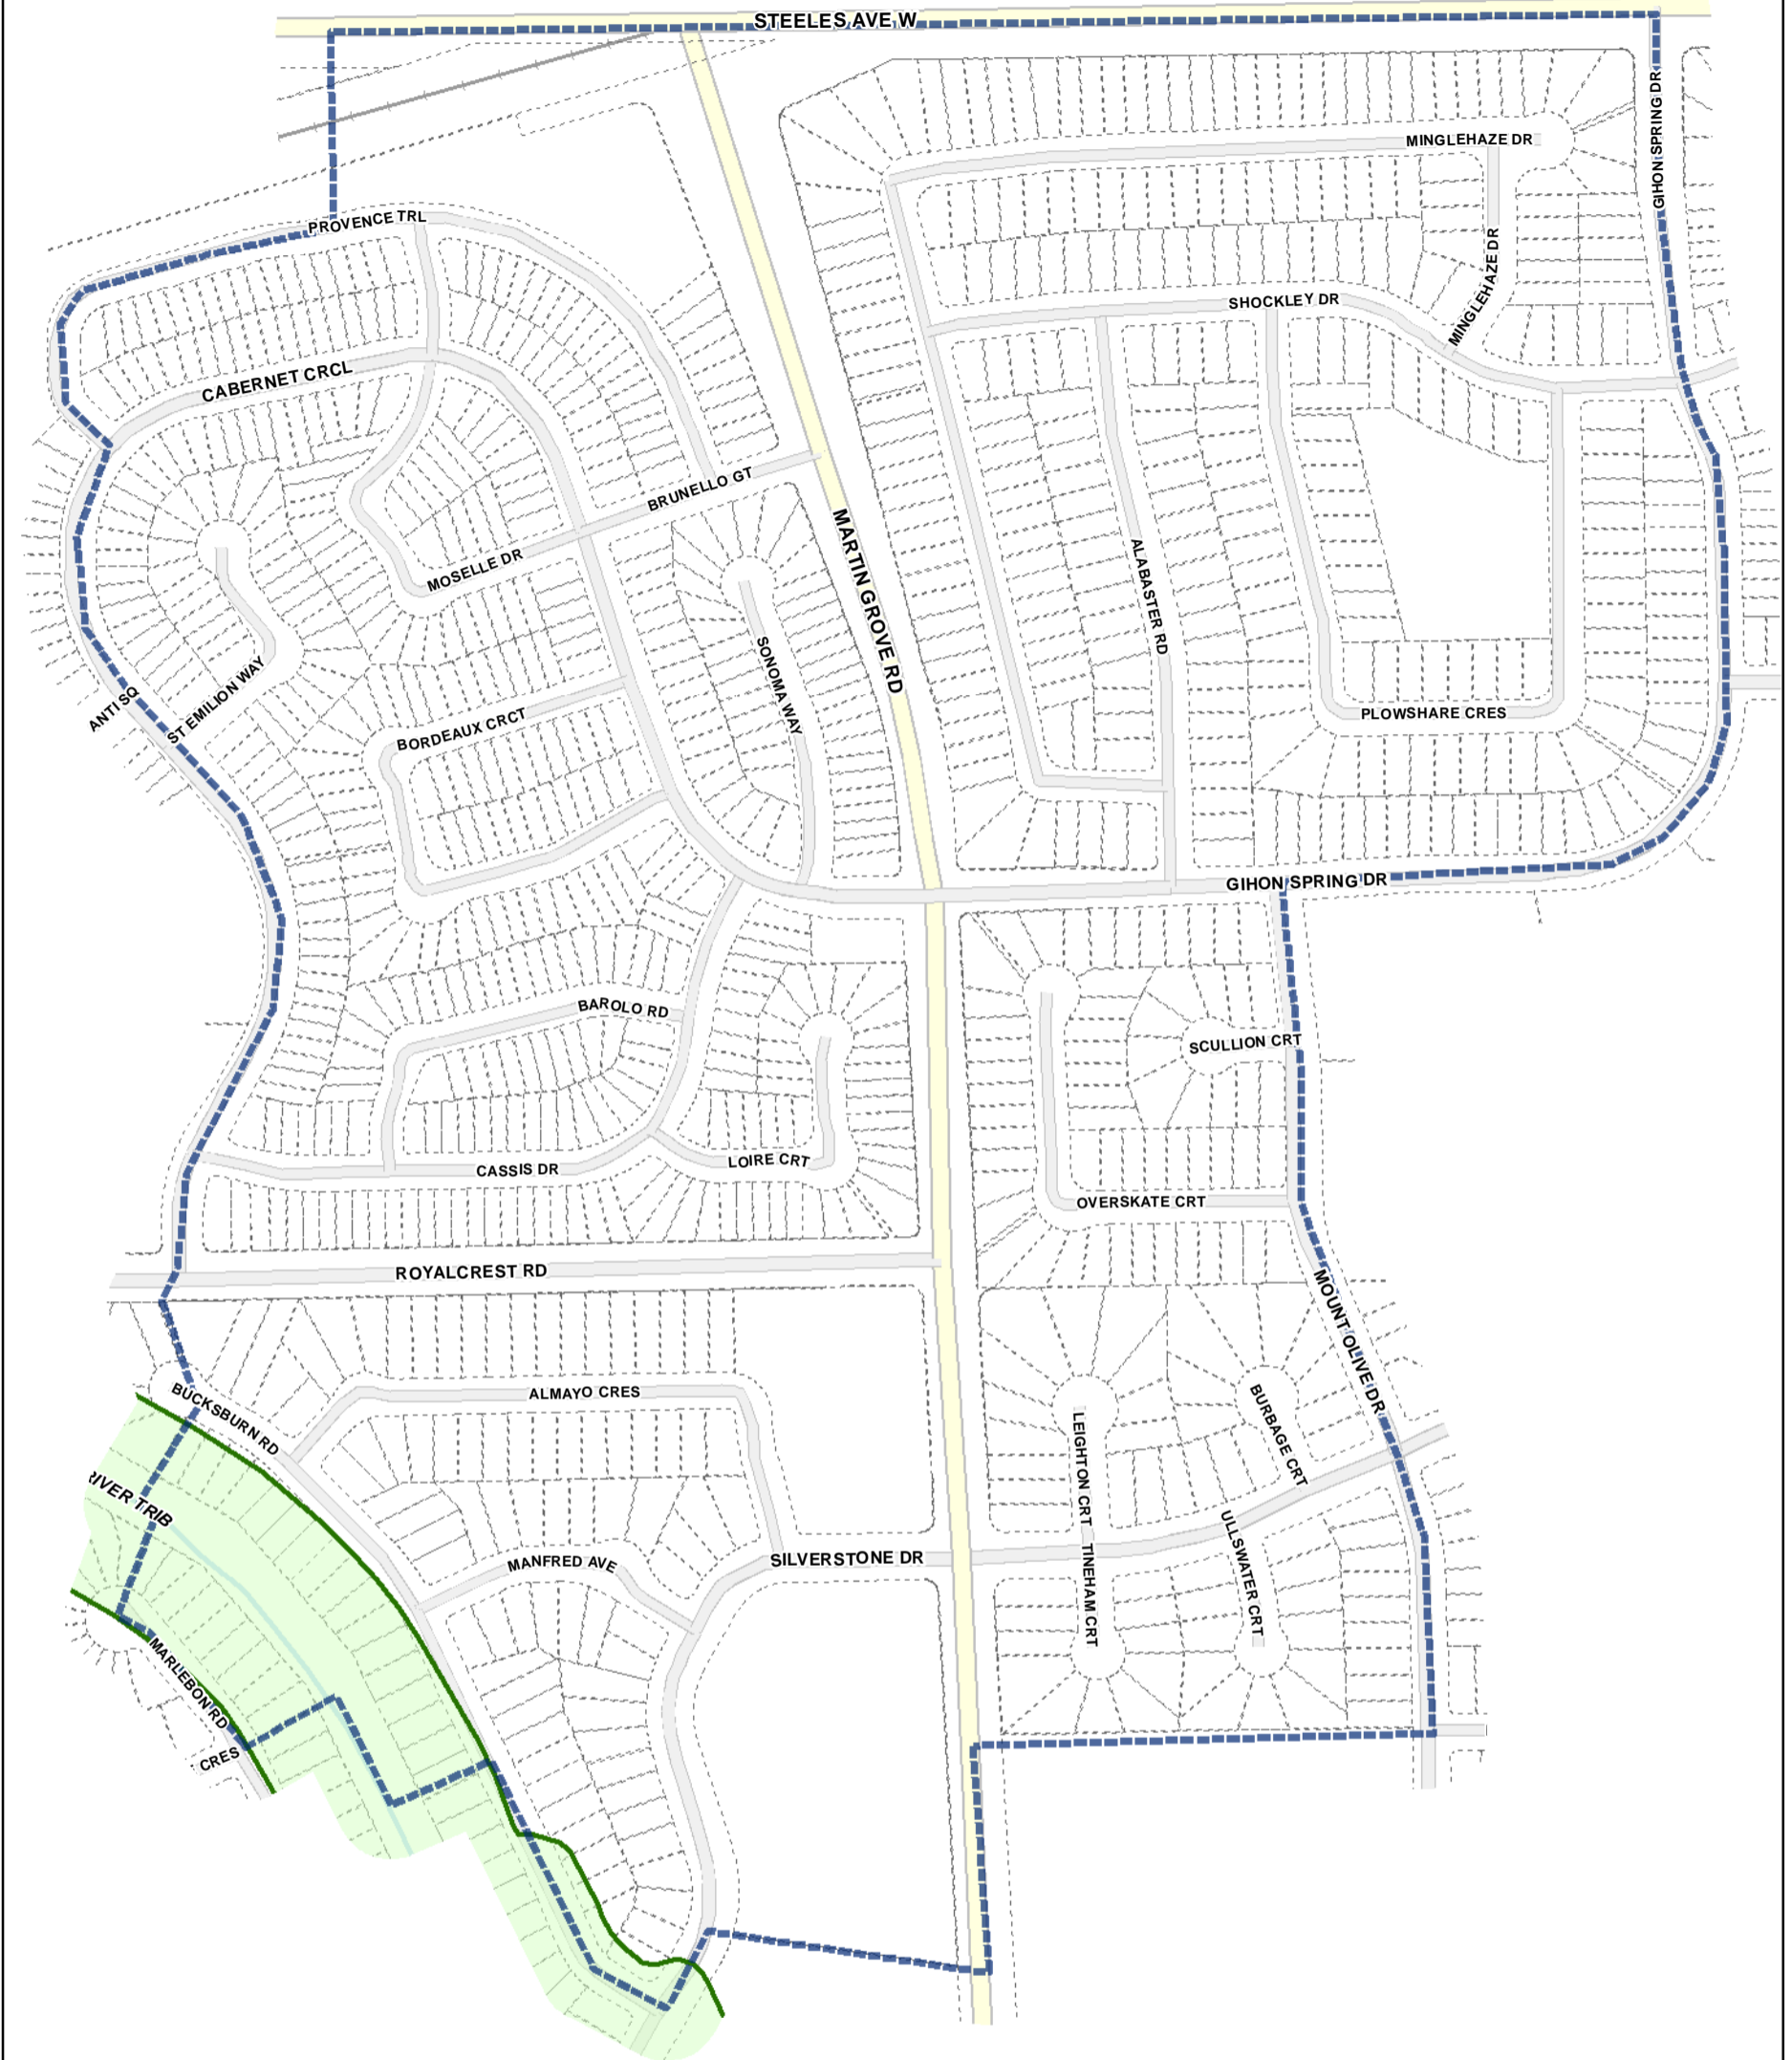 STEELES AVE W
GIHON SPRING DR
MINGLEHAZE DR
PROVENCE TRL
MINGLEHAZE DR
SHOCKLEY DR
CABERNET CRCL
BRUNELLO GT
MARTIN GROVE RD
MOSELLE DR
ALABASTER RD
SONOMA WAY
ANTI SQ
ST EMILION WAY
BORDEAUX CRCT
PLOWSHARE CRES
GIHON SPRING DR
BAROLO RD
SCULLION CRT
CASSIS DR
LOIRE CRT
OVERSKATE CRT
ROYALCREST RD
MOUNT OLIVE DR
BUCKSBURN RD
ALMAYO CRES
LEIGHTON CRT
BURBAGE CRT
RIVER TRIB
MANFRED AVE
SILVERSTONE DR
TINEHAM CRT
ULLSWATER CRT
MARLEBON RD
CRES